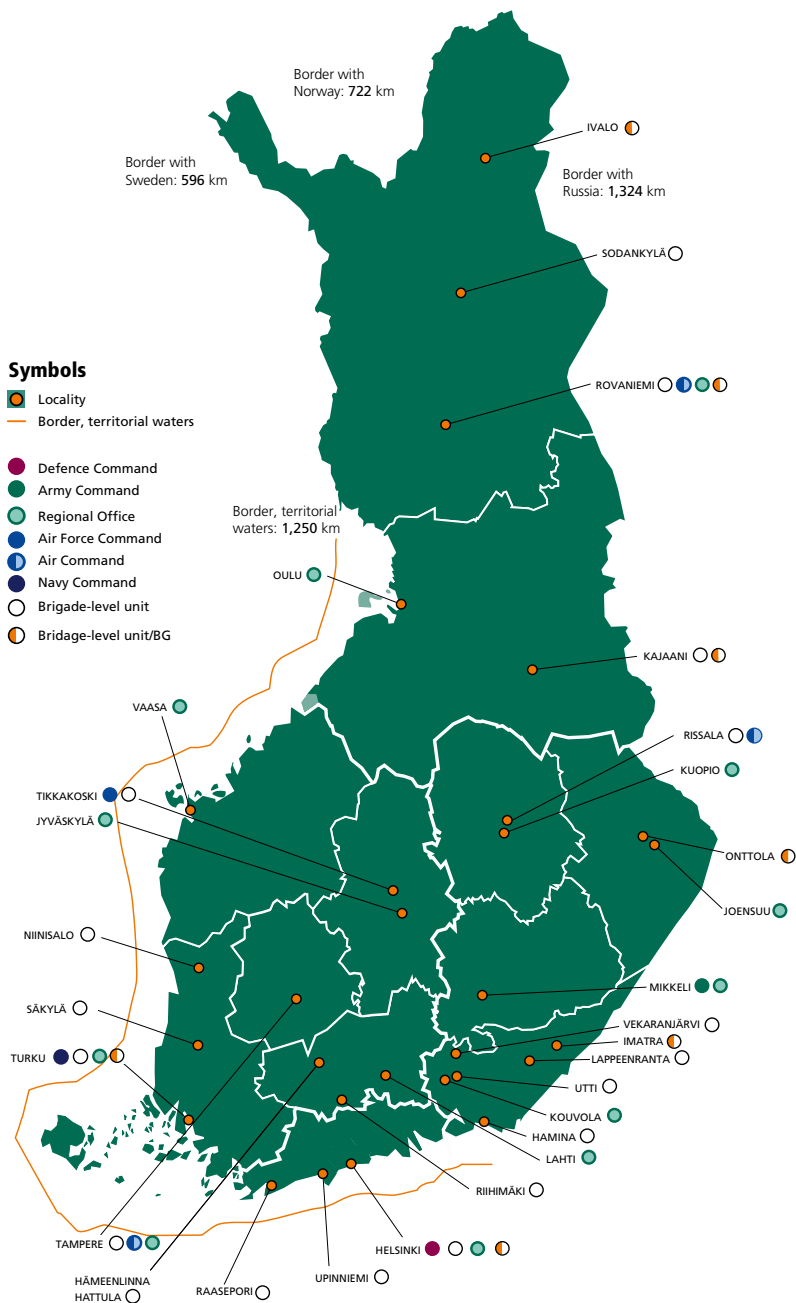 Border with
Norway: 722 km
IVALO
Border with
Sweden: 596 km
Border with
Russia: 1,324 km
SODANKYLÄ
Symbols
Locality
Border, territorial waters
ROVANIEMI
Defence Command
Army Command
Regional Office
Air Force Command
Air Command
Navy Command
Brigade-level unit
Bridage-level unit/BG
Border, territorial
waters: 1,250 km
OULU
KAJAANI
VAASA
RISSALA
KUOPIO
TIKKAKOSKI
JYVÄSKYLÄ
ONTTOLA
JOENSUU
NIINISALO
MIKKELI
SÄKYLÄ
VEKARANJÄRVI
IMATRA
LAPPEENRANTA
TURKU
UTTI
KOUVOLA
HAMINA
LAHTI
RIIHIMÄKI
TAMPERE
HELSINKI
HÄMEENLINNA
HATTULA
RAASEPORI
UPINNIEMI